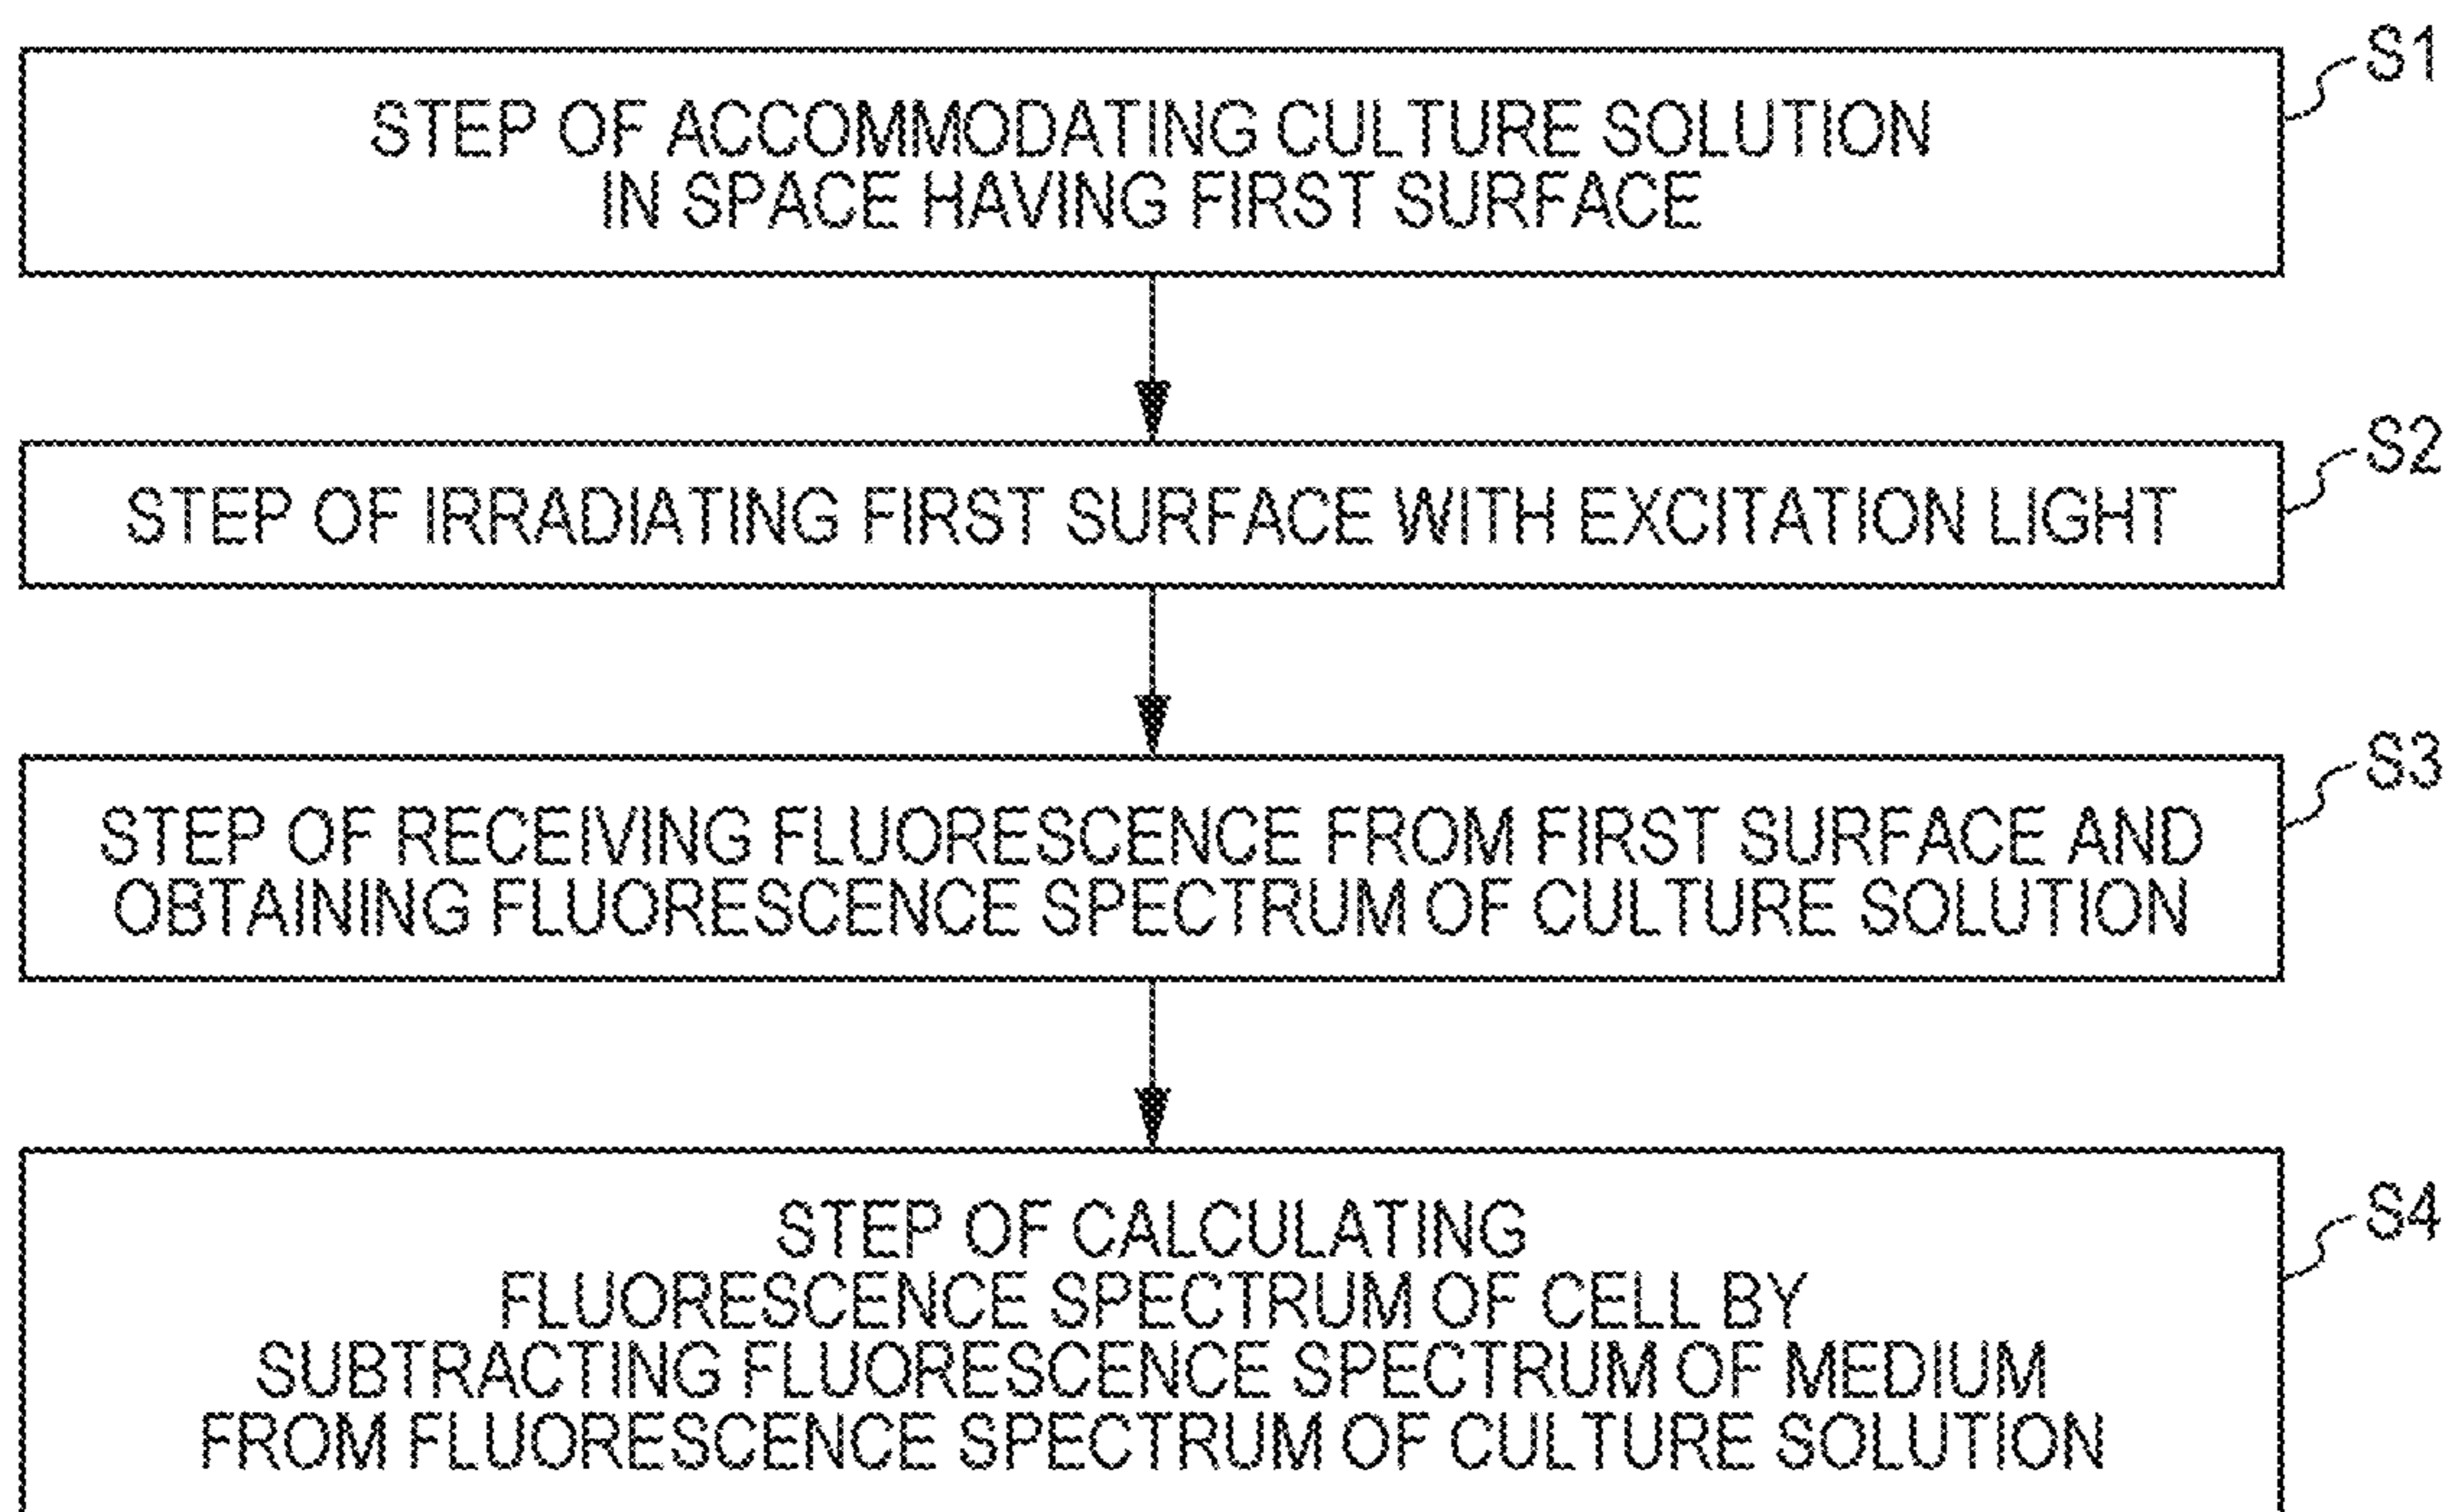 S1
STEP OF ACCOMMODATING CULTURE SOLUTION
IN SPACE HAVING FIRST SURFACE
S2
STEP OF IRRADIATING FIRST SURFACE WITH EXCITATION LIGHT
S3
STEP OF RECEIVING FLUORESCENCE FROM FIRST SURFACE AND
OBTAINING FLUORESCENCE SPECTRUM OF CULTURE SOLUTION
S4
STEP OF CALCULATING
FLUORESCENCE SPECTRUM OF CELL BY
SUBTRACTING FLUORESCENCE SPECTRUM OF MEDIUM
FROM FLUORESCENCE SPECTRUM OF CULTURE SOLUTION